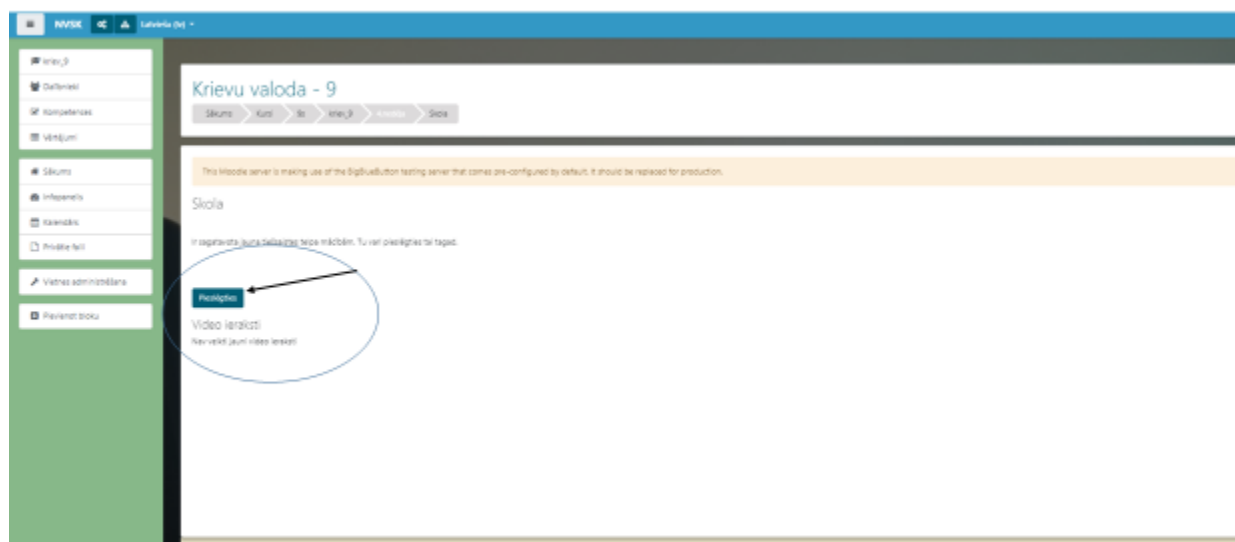 NVSK Latviešu (lv)
kriev_9
Dalībnieki
Kompetences
Vērtējumi
Sākums
Infopanelis
Kalendārs
Privātie faili
Vietnes administrēšana
Pievienot bloku
Krievu valoda - 9
Sākums Kursi kriev_9 Skola
This Moodle server is making use of the BigBlueButton testing server that comes pre-configured by default. It should be replaced for production.
Skola
Ir sagatavota jauna tiešsaistes telpa mācībām. Tu vari pieslēgties tai tagad.
Pieslēgties
Video ieraksti
Nav veikti jauni video ieraksti